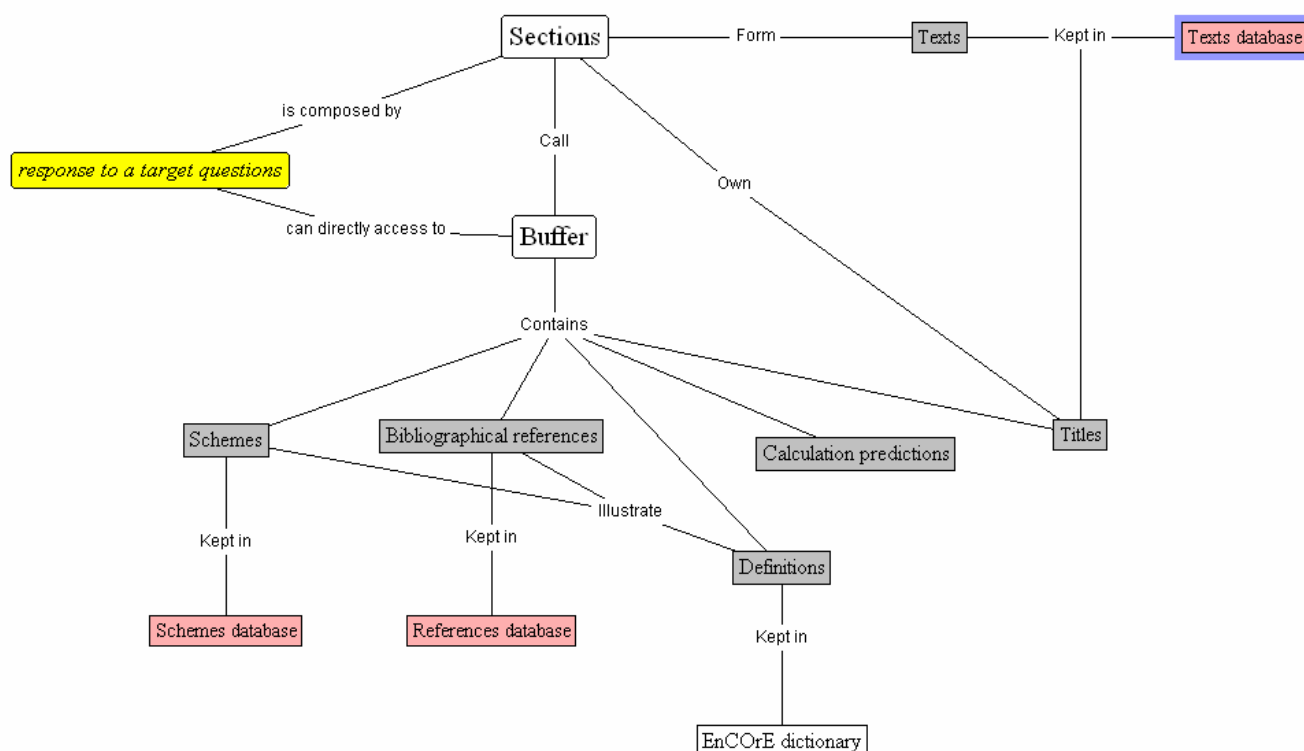 Sections
Form
Texts
Kept in
Texts database
is composed by
Call
response to a target questions
Own
can directly access to
Buffer
Contains
Schemes
Bibliographical references
Calculation predictions
Titles
Illustrate
Kept in
Kept in
Definitions
Schemes database
References database
Kept in
EnCOrE dictionary